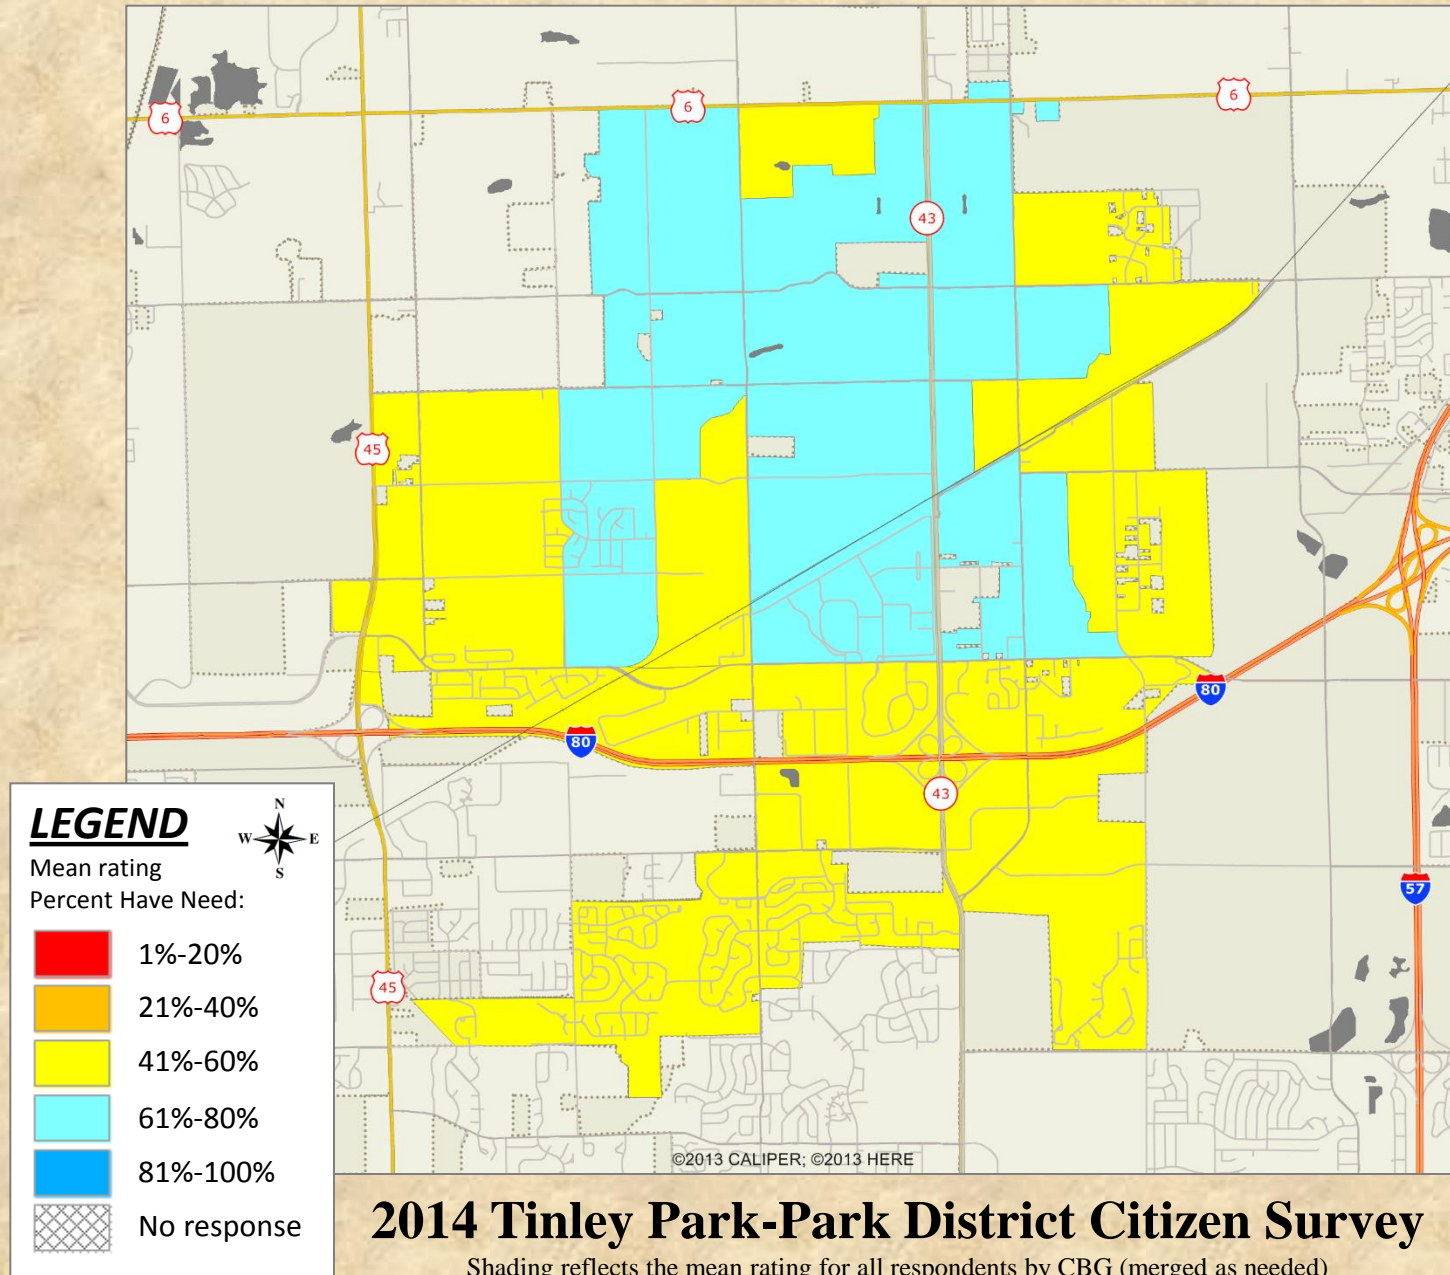 6
6
6
43
45
80
80
43
57
45
LEGEND
N
W E
S
Mean rating
Percent Have Need:
1%-20%
21%-40%
41%-60%
61%-80%
81%-100%
No response
©2013 CALIPER; ©2013 HERE
2014 Tinley Park-Park District Citizen Survey
Shading reflects the mean rating for all respondents by CBG (merged as needed)